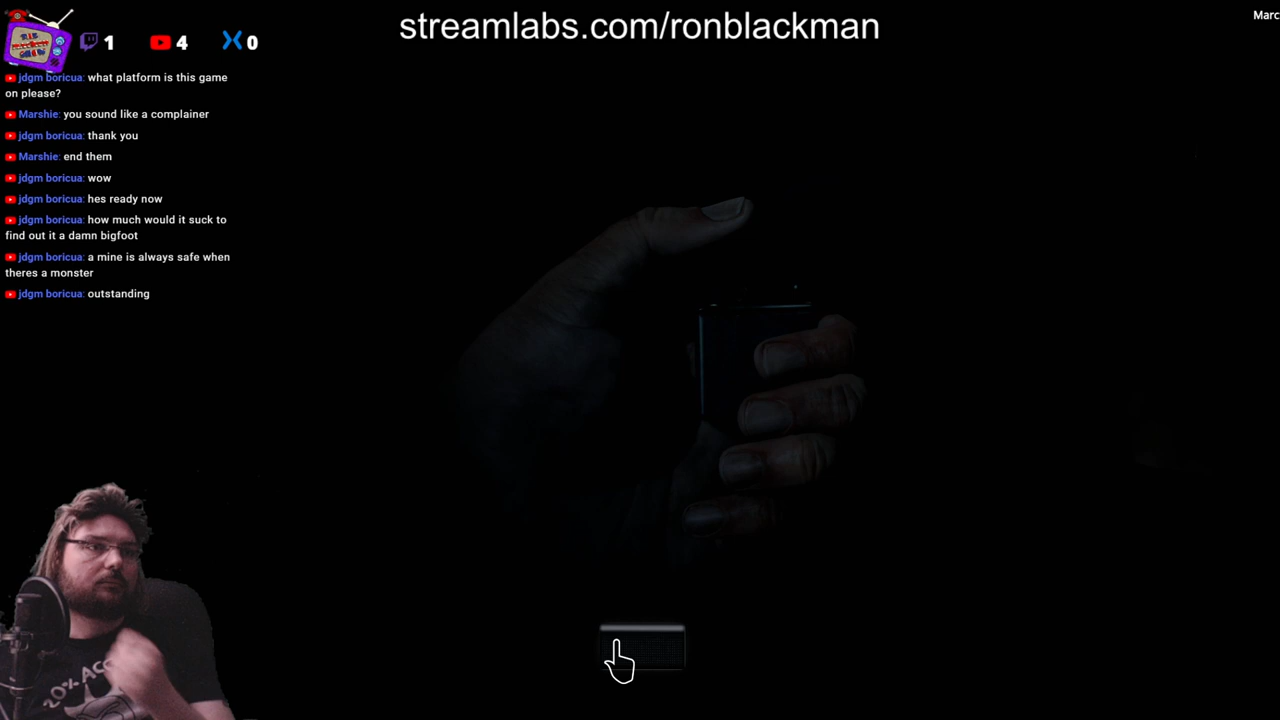 streamlabs.com/ronblackman
Marc
1
4
0
jdgm boricua: what platform is this game
on please?
Marshie: you sound like a complainer
jdgm boricua: thank you
Marshie: end them
jdgm boricua: wow
jdgm boricua: hes ready now
jdgm boricua: how much would it suck to
find out it a damn bigfoot
jdgm boricua: a mine is always safe when
theres a monster
jdgm boricua: outstanding
20% ACC